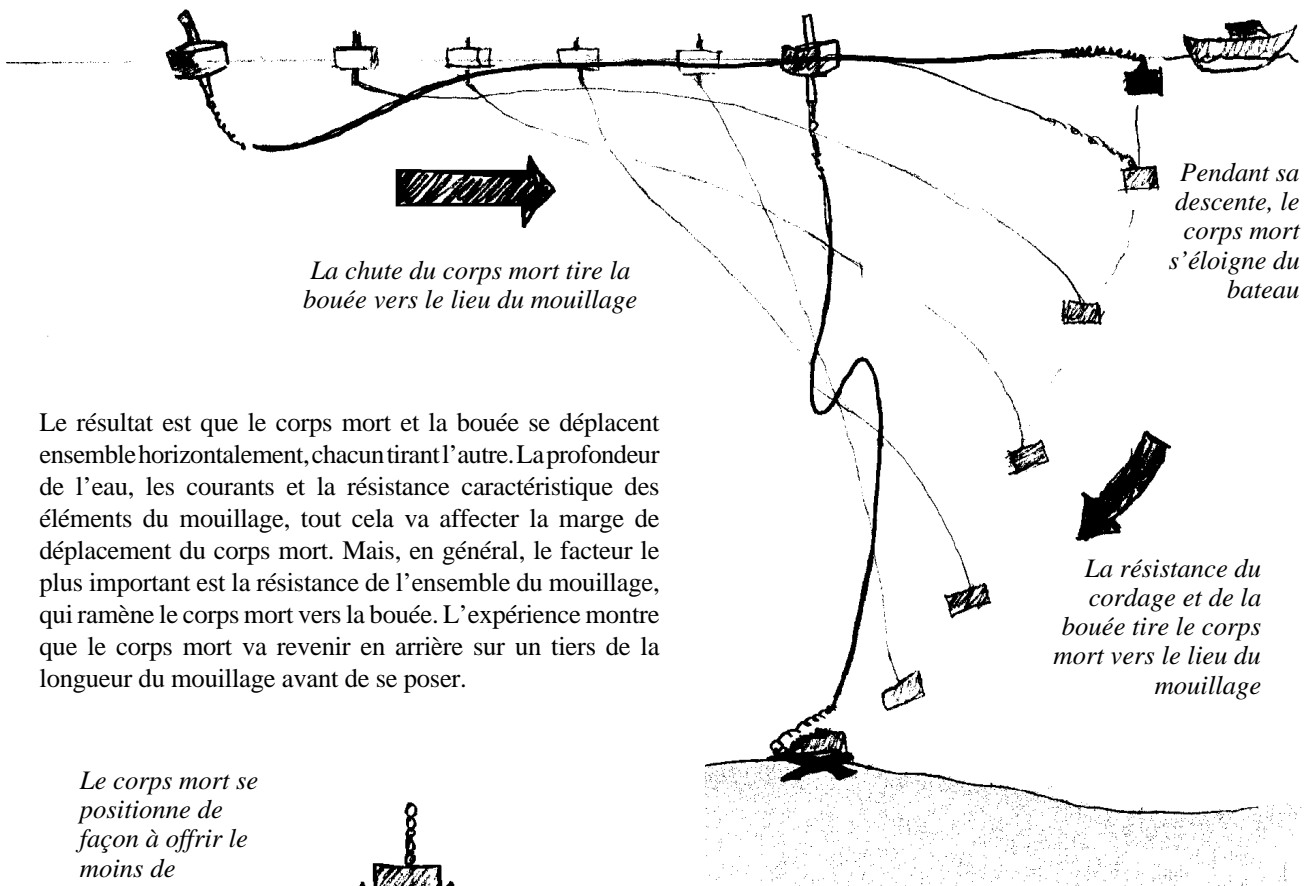 Pendant sa
descente, le
corps mort
s’éloigne du
bateau
La chute du corps mort tire la
bouée vers le lieu du mouillage
Le résultat est que le corps mort et la bouée se déplacent
ensemble horizontalement, chacun tirant l’autre. La profondeur
de l’eau, les courants et la résistance caractéristique des
éléments du mouillage, tout cela va affecter la marge de
déplacement du corps mort. Mais, en général, le facteur le
plus important est la résistance de l’ensemble du mouillage,
qui ramène le corps mort vers la bouée. L’expérience montre
que le corps mort va revenir en arrière sur un tiers de la
longueur du mouillage avant de se poser.
La résistance du
cordage et de la
bouée tire le corps
mort vers le lieu du
mouillage
Le corps mort se
positionne de
façon à offrir le
moins de